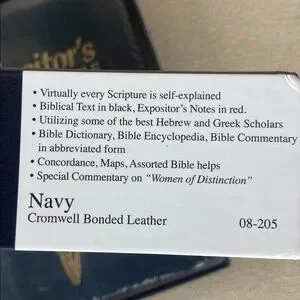 itor's
• Virtually every Scripture is self-explained
• Biblical Text in black, Expositor's Notes in red.
• Utilizing some of the best Hebrew and Greek Scholars
• Bible Dictionary, Bible Encyclopedia, Bible Commentary
in abbreviated form
• Concordance, Maps, Assorted Bible helps
• Special Commentary on "Women of Distinction"
Navy
Cromwell Bonded Leather 08-205